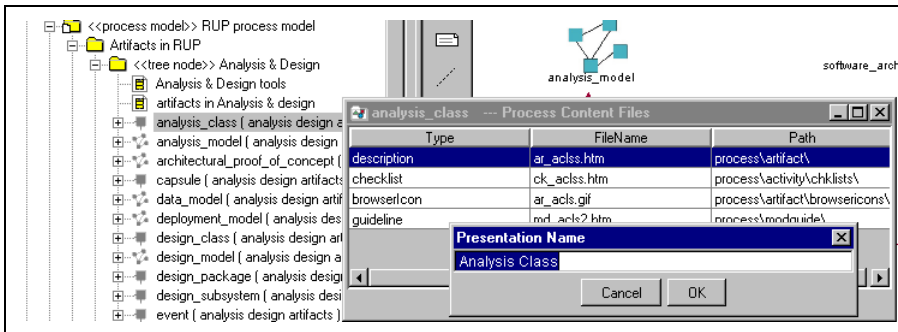 <<process model>> RUP process model
Artifacts in RUP
<<tree node>> Analysis & Design
Analysis & Design tools
artifacts in Analysis & design
analysis_class ( analysis design a
analysis_model ( analysis design
architectural_proof_of_concept (
capsule ( analysis design artifacts
data_model ( analysis design artif
deployment_model ( analysis des
design_class ( analysis design art
design_model ( analysis design a
design_package ( analysis desig
design_subsystem ( analysis desi
event ( analysis design artifacts )
analysis_model
software_arch
analysis_class --- Process Content Files
Type FileName Path
description ar_aclss.htm process\artifact\
checklist ck_aclss.htm process\activity\chklists\
browserIcon ar_acls.gif process\artifact\browsericons\
guideline md_acls2.htm process\modguide\
Presentation Name
Analysis Class
Cancel OK